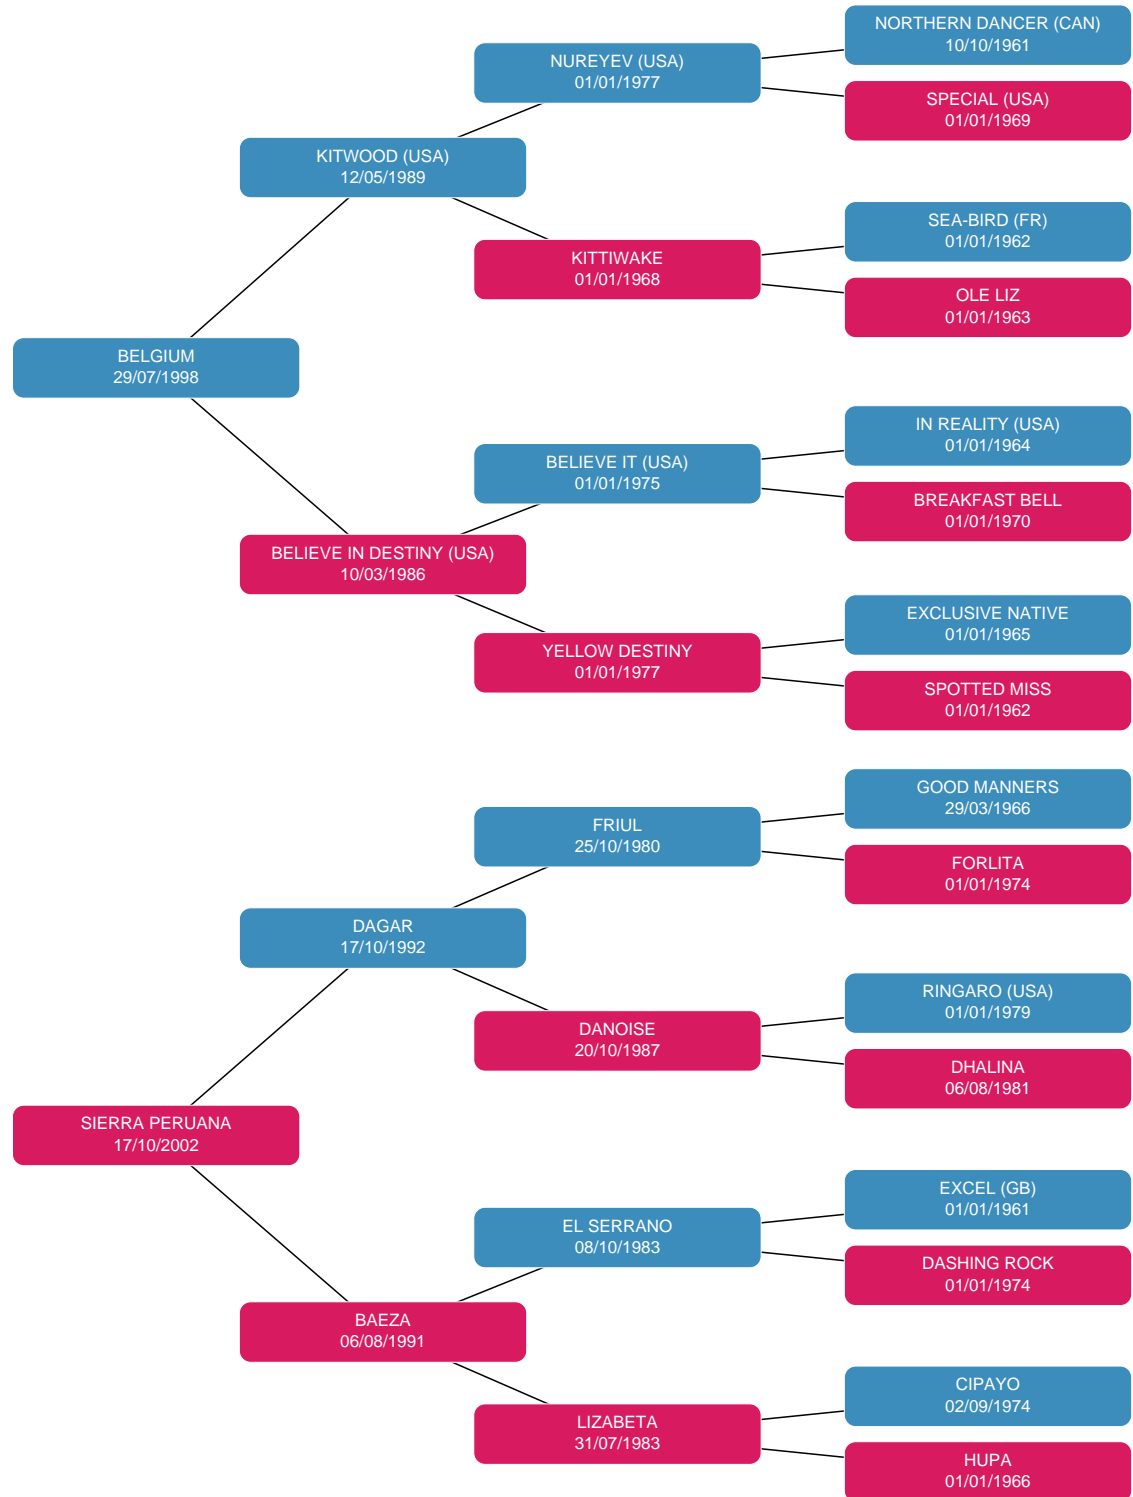 NORTHERN DANCER (CAN)
10/10/1961
NUREYEV (USA)
01/01/1977
SPECIAL (USA)
01/01/1969
KITWOOD (USA)
12/05/1989
SEA-BIRD (FR)
01/01/1962
KITTIWAKE
01/01/1968
OLE LIZ
01/01/1963
BELGIUM
29/07/1998
IN REALITY (USA)
01/01/1964
BELIEVE IT (USA)
01/01/1975
BREAKFAST BELL
01/01/1970
BELIEVE IN DESTINY (USA)
10/03/1986
EXCLUSIVE NATIVE
01/01/1965
YELLOW DESTINY
01/01/1977
SPOTTED MISS
01/01/1962
GOOD MANNERS
29/03/1966
FRIUL
25/10/1980
FORLITA
01/01/1974
DAGAR
17/10/1992
RINGARO (USA)
01/01/1979
DANOISE
20/10/1987
DHALINA
06/08/1981
SIERRA PERUANA
17/10/2002
EXCEL (GB)
01/01/1961
EL SERRANO
08/10/1983
DASHING ROCK
01/01/1974
BAEZA
06/08/1991
CIPAYO
02/09/1974
LIZABETA
31/07/1983
HUPA
01/01/1966